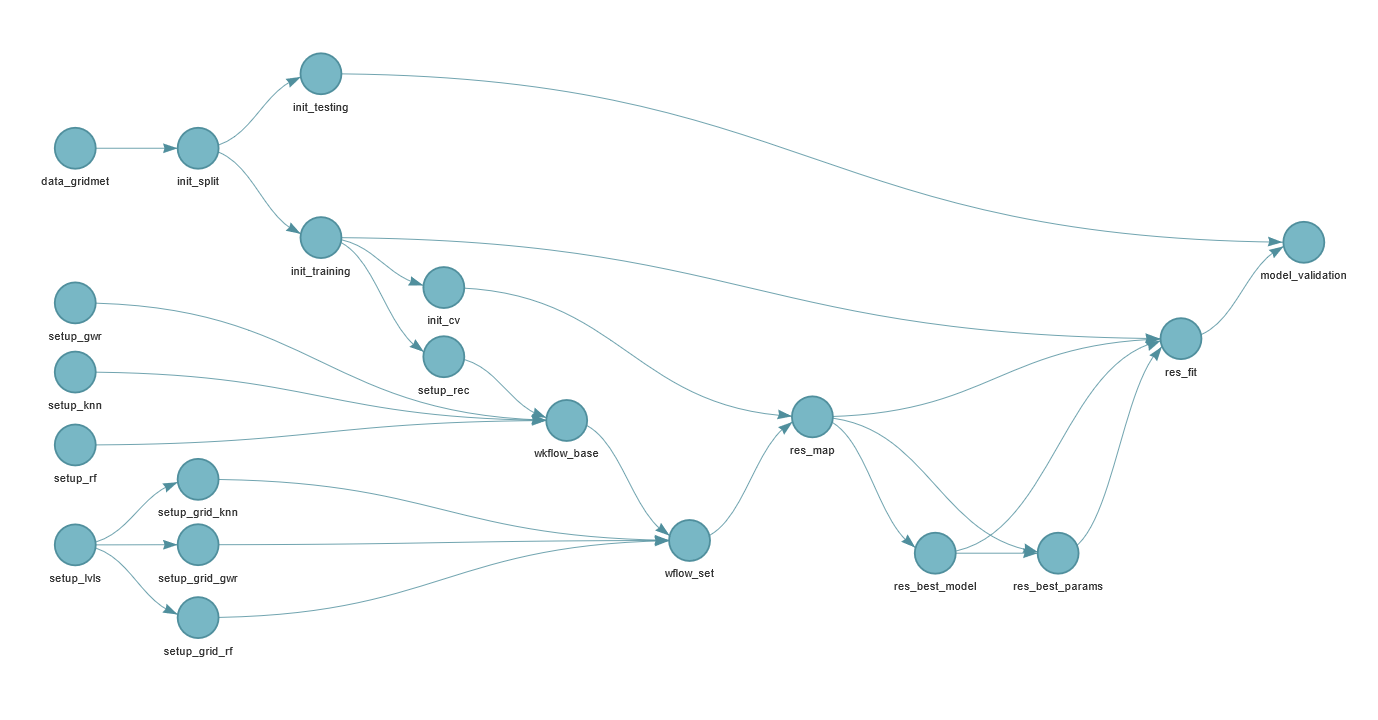 init_testing
data_gridmet
init_split
init_training
model_validation
init_cv
setup_gwr
res_fit
setup_rec
setup_knn
res_map
wkflow_base
setup_rf
setup_grid_knn
wflow_set
setup_lvls
setup_grid_gwr
res_best_model
res_best_params
setup_grid_rf